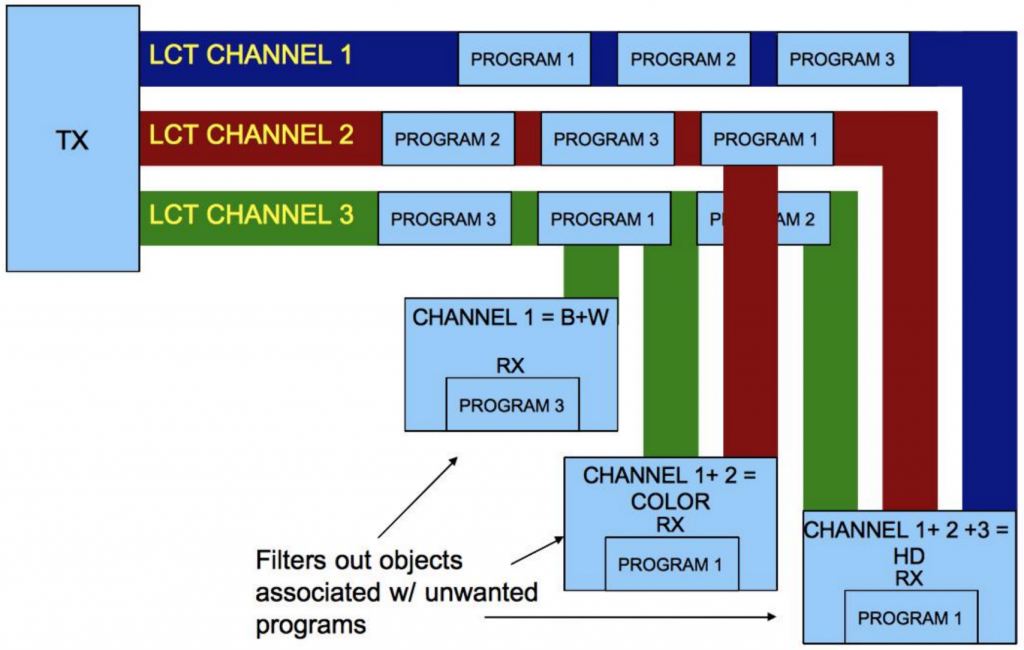 TX
LCT CHANNEL 1
PROGRAM 1
PROGRAM 2
PROGRAM 3
LCT CHANNEL 2
PROGRAM 2
PROGRAM 3
PROGRAM 1
LCT CHANNEL 3
PROGRAM 3
PROGRAM 1
P AM 2
CHANNEL 1 = B+W
RX
PROGRAM 3
CHANNEL 1+ 2 =
COLOR
RX
PROGRAM 1
CHANNEL 1+ 2 +3 =
HD
RX
PROGRAM 1
Filters out objects
associated w/ unwanted
programs